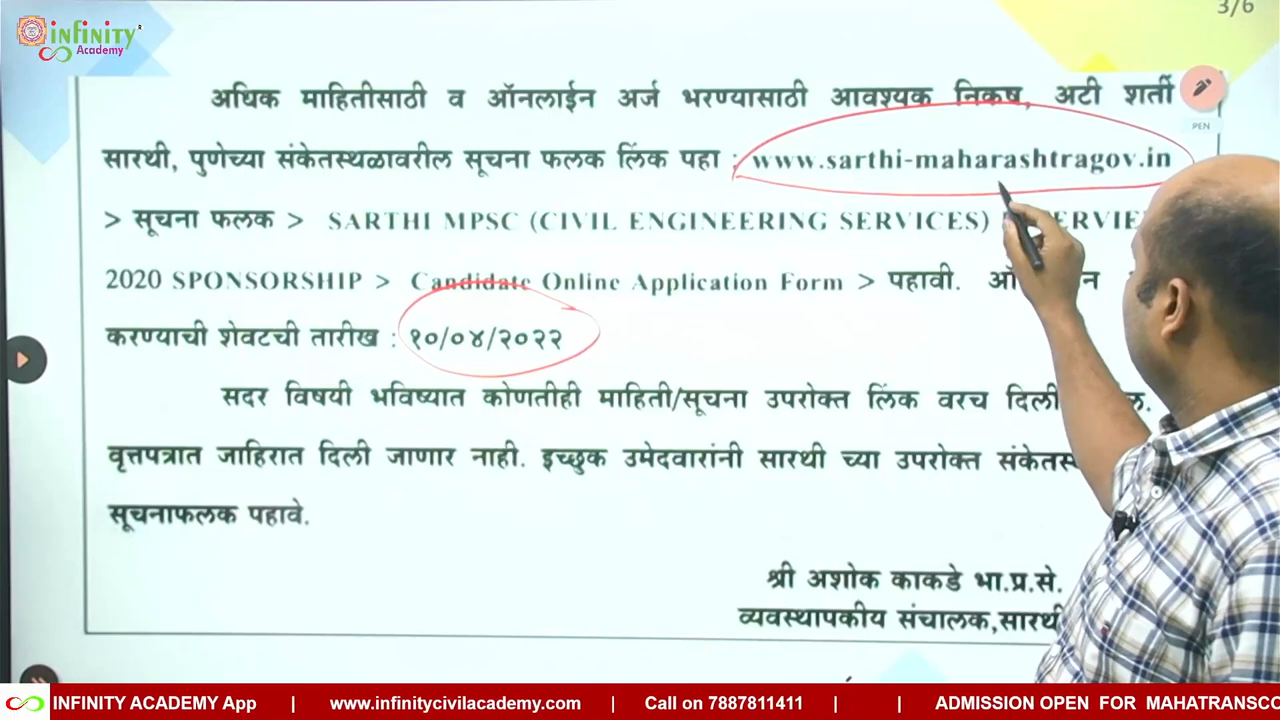 3/6
infinity
Academy
अधिक माहितीसाठी व ऑनलाईन अर्ज भरण्यासाठी आवश्यक निकष, अटी शर्ती
PEN
सारथी, पुणेच्या संकेतस्थळावरील सूचना फलक लिंक पहा : www.sarthi-maharashtragov.in
> सूचना फलक > SARTHI MPSC (CIVIL ENGINEERING SERVICES)
2020 SPONSORSHIP > Candidate Online Application Form > पहावी.
करण्याची शेवटची तारीख : १०/०४/२०२२
सदर विषयी भविष्यात कोणतीही माहिती/सूचना उपरोक्त लिंक वरच दिली
वृत्तपत्रात जाहिरात दिली जाणार नाही. इच्छुक उमेदवारांनी सारथी च्या उपरोक्त
सूचनाफलक पहावे.
श्री अशोक काकडे भा.प्र.से.
व्यवस्थापकीय संचालक,सारथी
INFINITY ACADEMY App | www.infinitycivilacademy.com | Call on 7887811411 | | ADMISSION OPEN FOR MAHATRANSCO